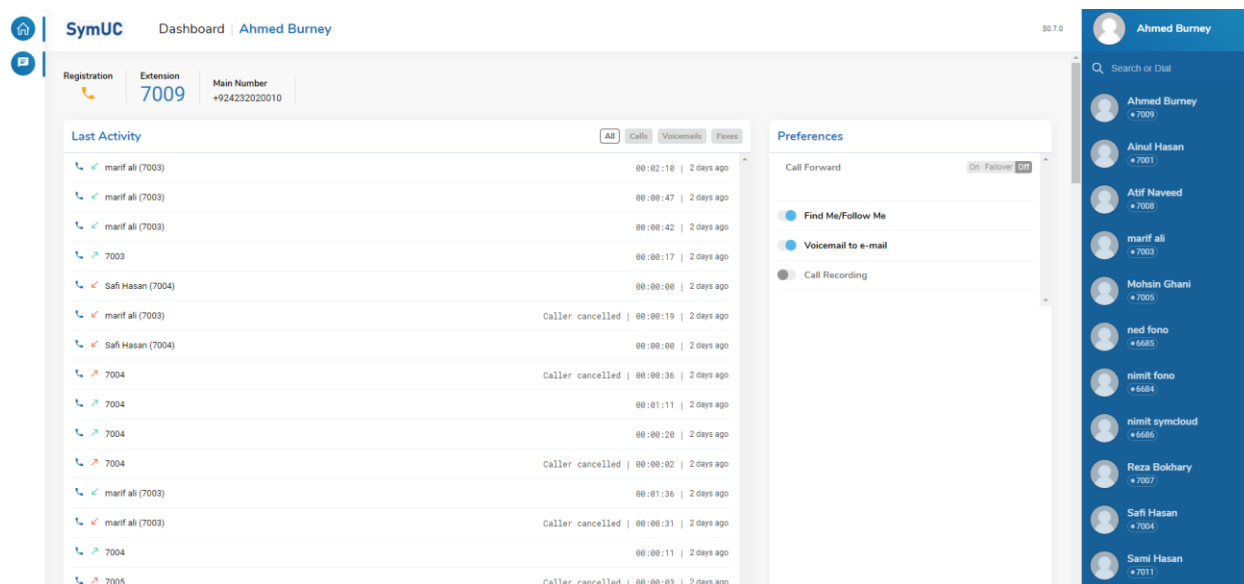 SymUC Dashboard | Ahmed Burney $0.7.0
Registration Extension 7009 Main Number +924232020010
Last Activity All Calls Voicemails Faxes
marif ali (7003) 00:02:10 | 2 days ago
marif ali (7003) 00:00:47 | 2 days ago
marif ali (7003) 00:00:42 | 2 days ago
7003 00:00:17 | 2 days ago
Safi Hasan (7004) 00:00:00 | 2 days ago
marif ali (7003) Caller cancelled | 00:00:19 | 2 days ago
Safi Hasan (7004) 00:00:00 | 2 days ago
7004 Caller cancelled | 00:00:36 | 2 days ago
7004 00:01:11 | 2 days ago
7004 00:00:20 | 2 days ago
7004 Caller cancelled | 00:00:02 | 2 days ago
marif ali (7003) 00:01:36 | 2 days ago
marif ali (7003) Caller cancelled | 00:00:31 | 2 days ago
7004 00:00:11 | 2 days ago
7005 Caller cancelled | 00:00:03 | 2 days ago
Preferences
Call Forward On Failover Off
Find Me/Follow Me
Voicemail to e-mail
Call Recording
Ahmed Burney
Search or Dial
Ahmed Burney
7009
Ainul Hasan
7001
Atif Naveed
7008
marif ali
7003
Mohsin Ghani
7005
ned fono
6685
nimit fono
6684
nimit symcloud
6686
Reza Bokhary
7007
Safi Hasan
7004
Sami Hasan
7011